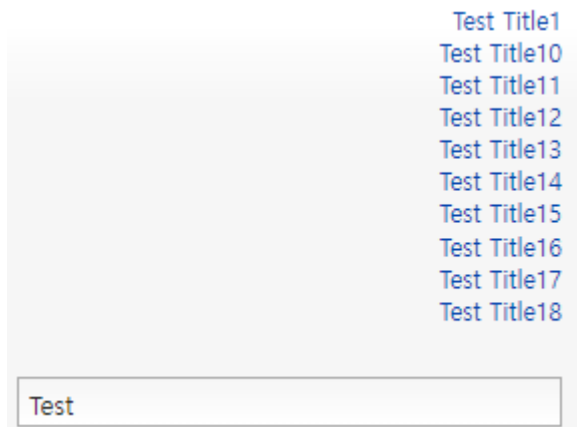 Test Title1
Test Title10
Test Title11
Test Title12
Test Title13
Test Title14
Test Title15
Test Title16
Test Title17
Test Title18
Test